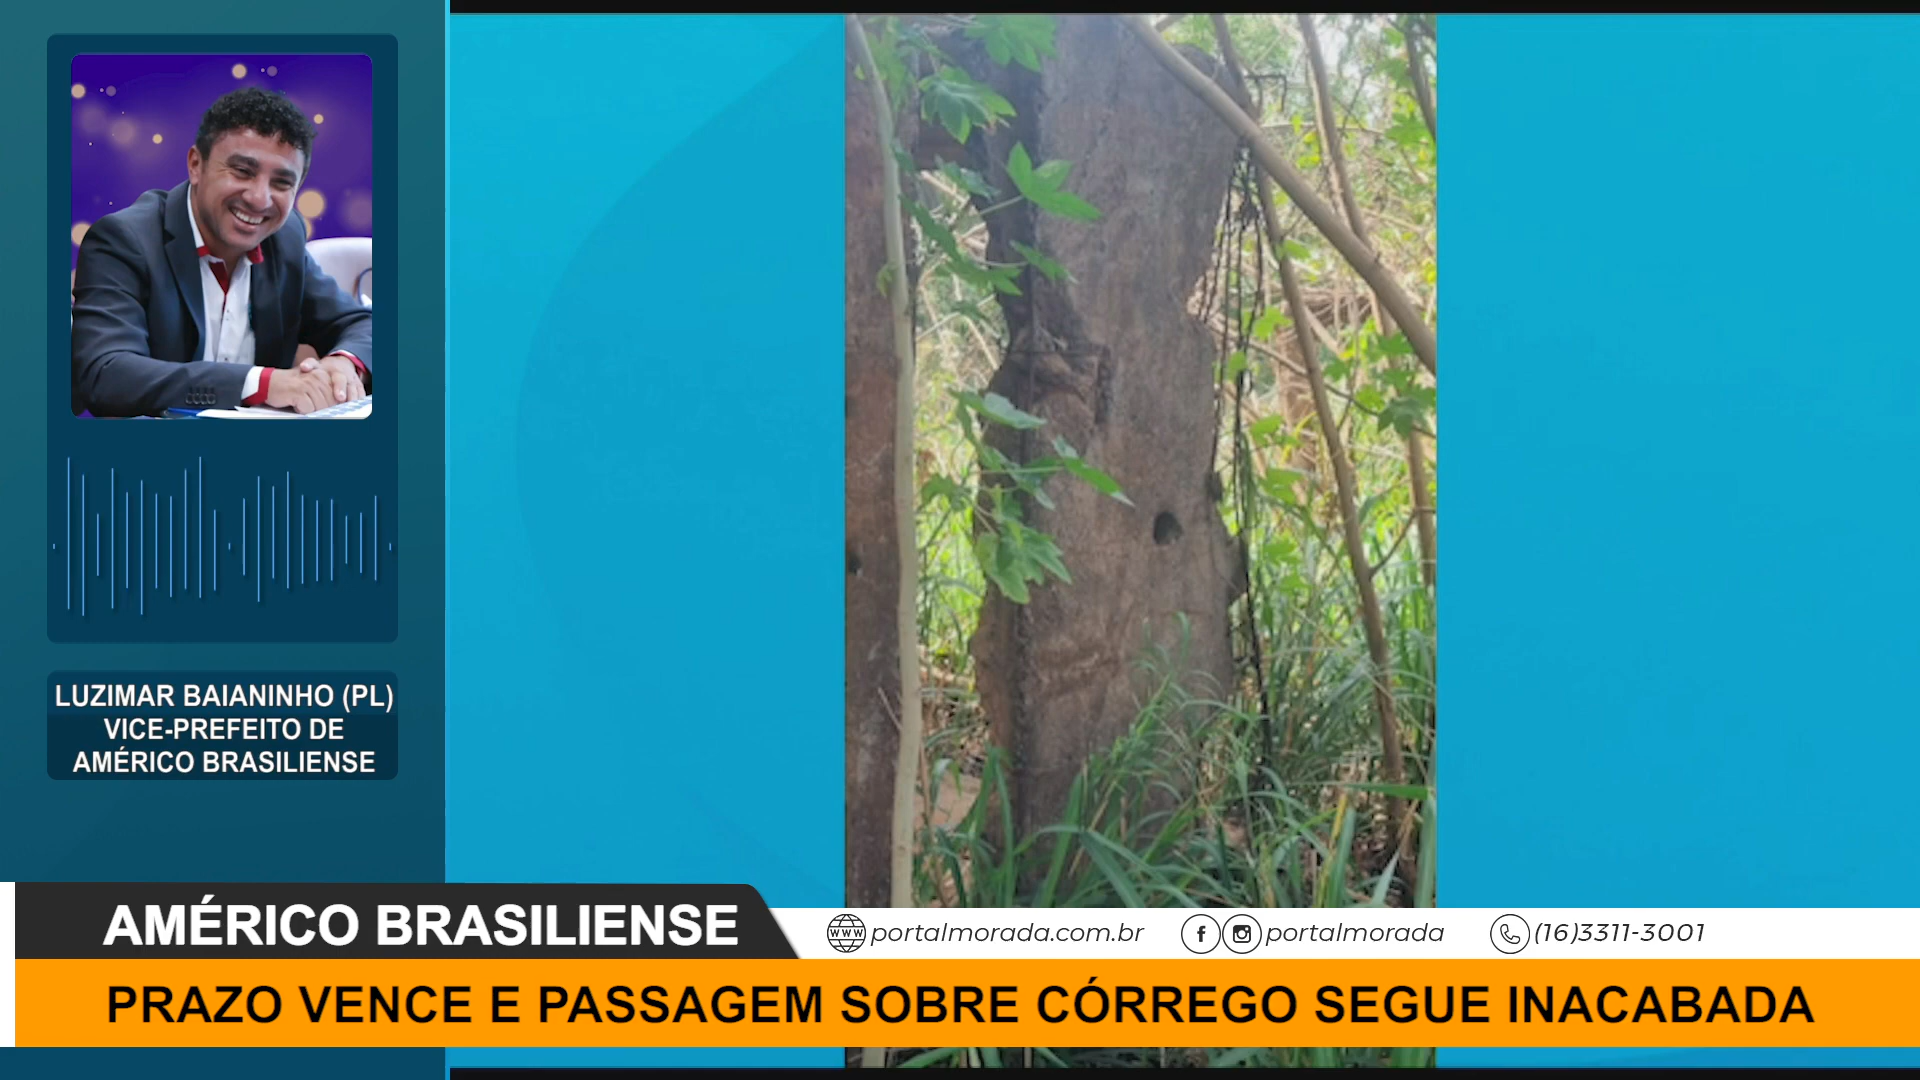 LUZIMAR BAIANINHO (PL)
VICE-PREFEITO DE
AMÉRICO BRASILIENSE
AMÉRICO BRASILIENSE
www portalmorada.com.br
f portalmorada
(16)3311-3001
PRAZO VENCE E PASSAGEM SOBRE CÓRREGO SEGUE INACABADA